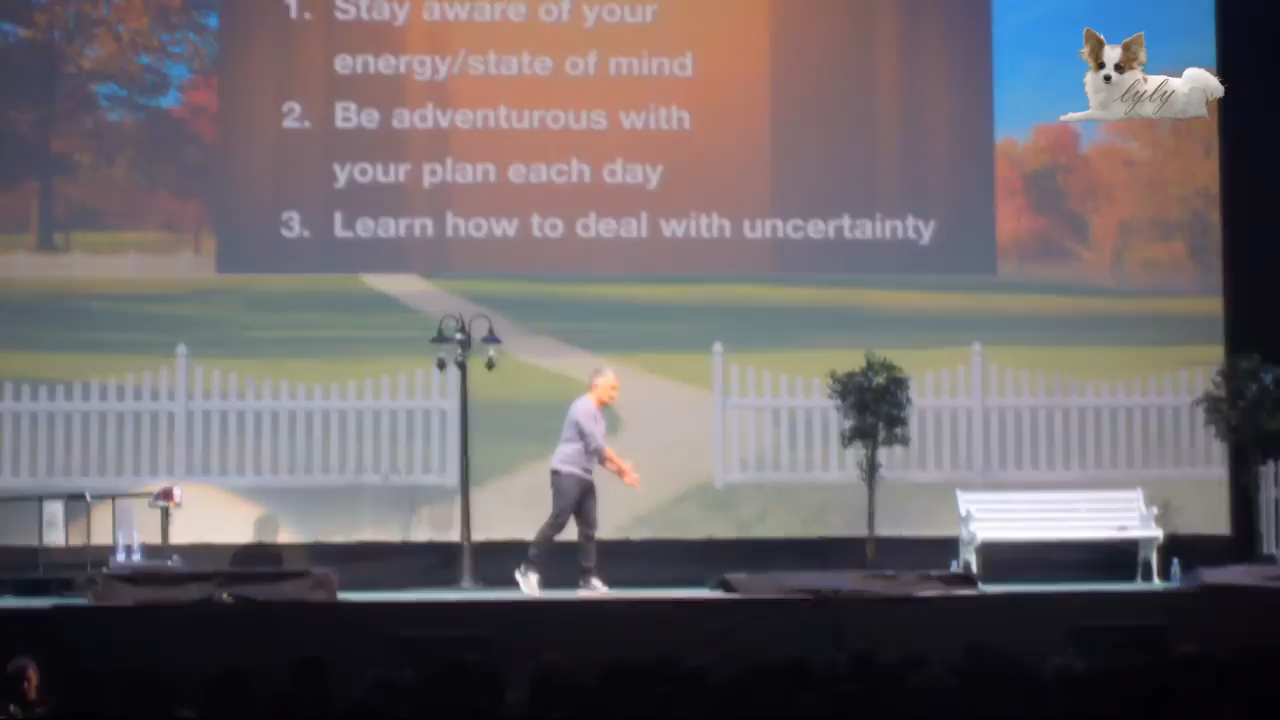 1. Stay aware of your
energy/state of mind
2. Be adventurous with
your plan each day
3. Learn how to deal with uncertainty
lyly